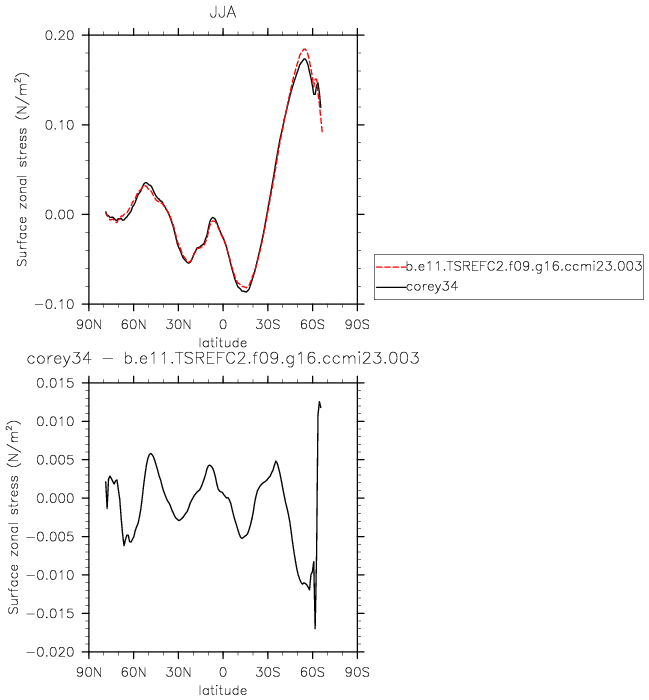 JJA
Surface zonal stress (N/m²)
0.20
0.10
0.00
−0.10
90N 60N 30N 0 30S 60S 90S
latitude
b.e11.TSREFC2.f09.g16.ccmi23.003
corey34
corey34 − b.e11.TSREFC2.f09.g16.ccmi23.003
Surface zonal stress (N/m²)
0.015
0.010
0.005
0.000
−0.005
−0.010
−0.015
−0.020
90N 60N 30N 0 30S 60S 90S
latitude